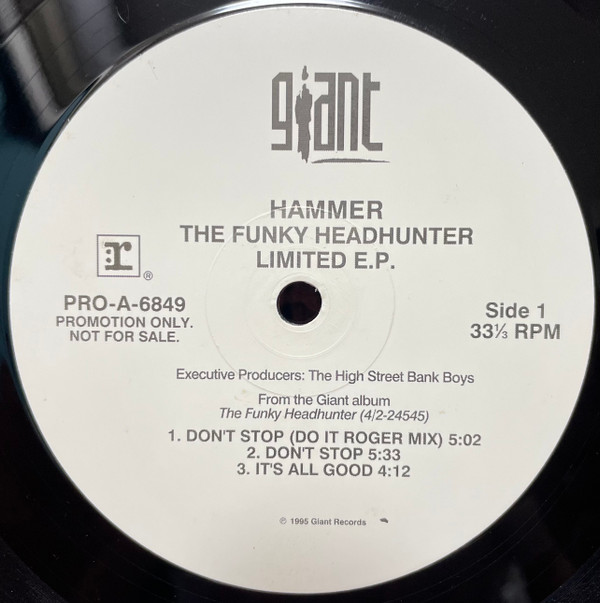 giant
HAMMER
THE FUNKY HEADHUNTER
LIMITED E.P.
r
®
PRO-A-6849
PROMOTION ONLY.
NOT FOR SALE.
Side 1
33⅓ RPM
Executive Producers: The High Street Bank Boys
From the Giant album
The Funky Headhunter (4/2-24545)
1. DON'T STOP (DO IT ROGER MIX) 5:02
2. DON'T STOP 5:33
3. IT'S ALL GOOD 4:12
℗ 1995 Giant Records